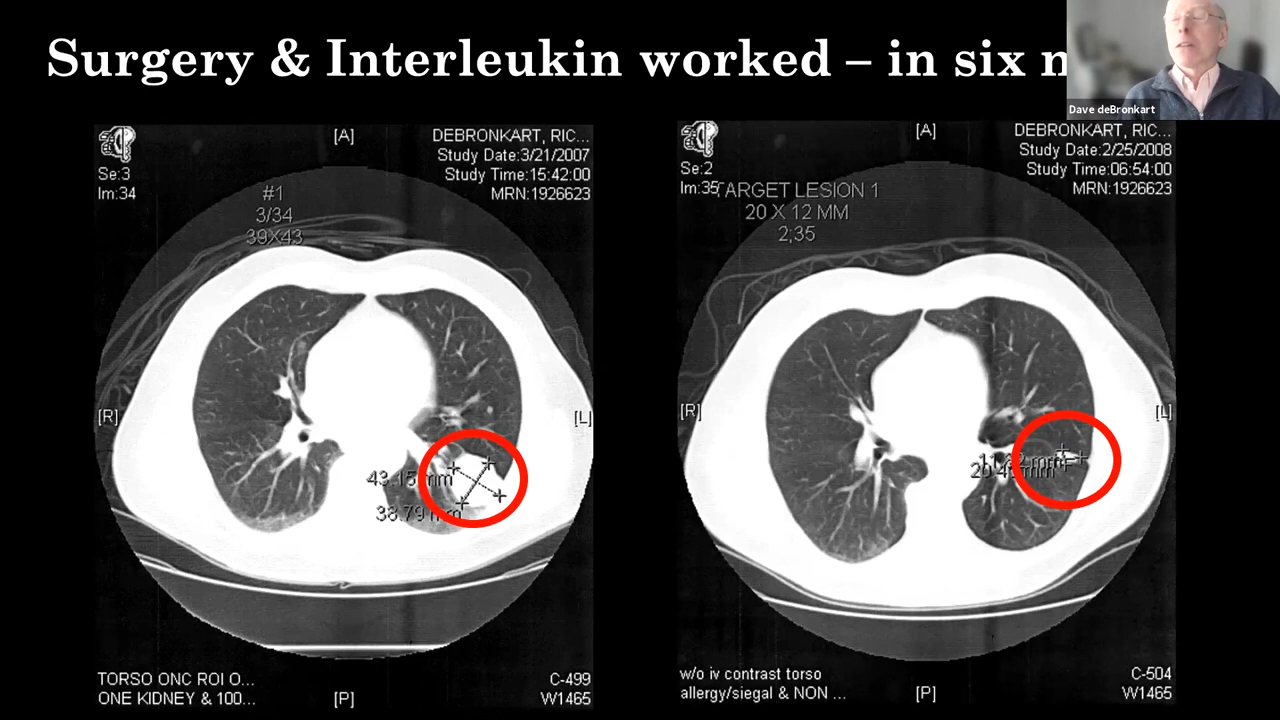 Surgery & Interleukin worked – in six
Dave deBronkart
[A]
DEBRONKART, RIC...
Study Date:3/21/2007
Study Time:15:42:00
MRN:1926623
Se:3
Im:34
#1
3/34
39X43
[R]
[L]
43.15 mm
38.79 mm
TORSO ONC ROI O...
ONE KIDNEY & 100...
[P]
C-499
W1465
[A]
DEBRONKART, RIC...
Study Date:2/25/2008
Study Time:06:54:00
MRN:1926623
Se:2
Im:35
TARGET LESION 1
20 X 12 MM
2;35
[R]
[L]
mm
mm
w/o iv contrast torso
allergy/siegal & NON ...
[P]
C-504
W1465